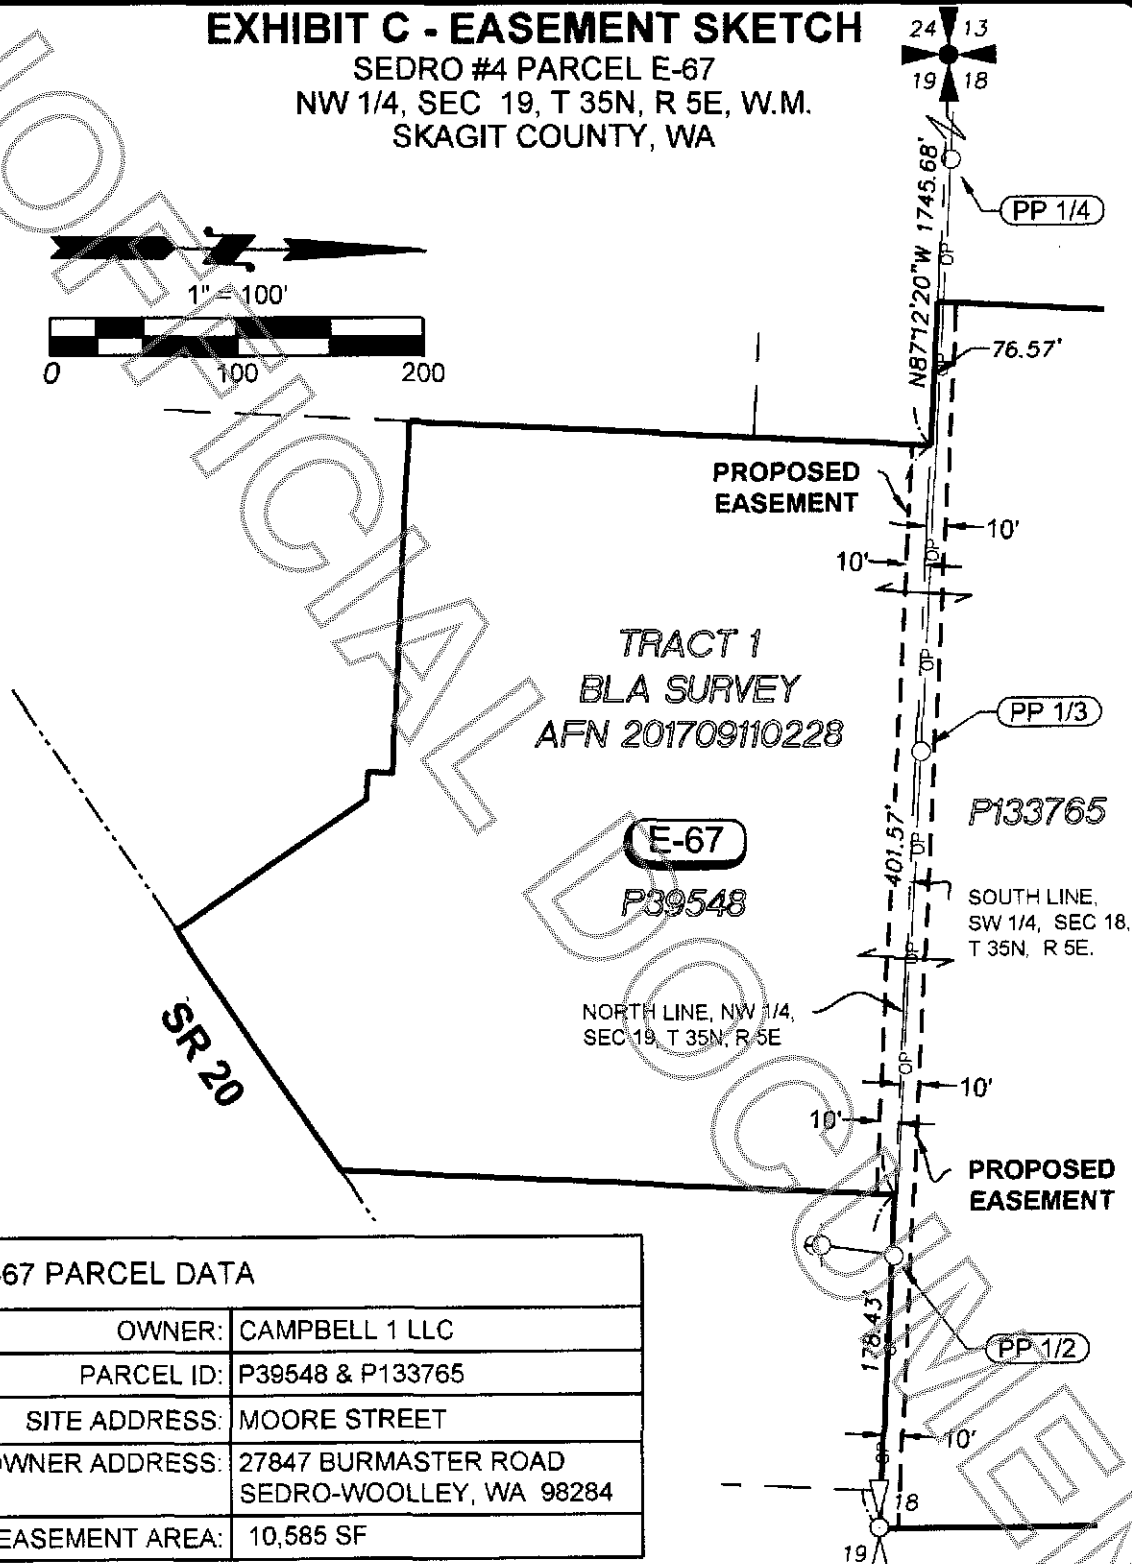 EXHIBIT C - EASEMENT SKETCH
SEDRO #4 PARCEL E-67
NW 1/4, SEC 19, T 35N, R 5E, W.M.
SKAGIT COUNTY, WA
24 13
19 18
N87°12'20"W 1745.68'
PP 1/4
1" = 100'
0 100 200
76.57'
PROPOSED
EASEMENT
10'
10'
TRACT 1
BLA SURVEY
AFN 201709110228
PP 1/3
E-67
P39548
P133765
401.57'
SOUTH LINE,
SW 1/4, SEC 18,
T 35N, R 5E.
NORTH LINE, NW 1/4,
SEC 19, T 35N, R 5E
SR 20
10'
10'
PROPOSED
EASEMENT
178.43'
PP 1/2
10'
18
19
-67 PARCEL DATA
OWNER: CAMPBELL 1 LLC
PARCEL ID: P39548 & P133765
SITE ADDRESS: MOORE STREET
OWNER ADDRESS: 27847 BURMASTER ROAD
SEDRO-WOOLLEY, WA 98284
EASEMENT AREA: 10,585 SF
UNOFFICIAL DOCUMENT